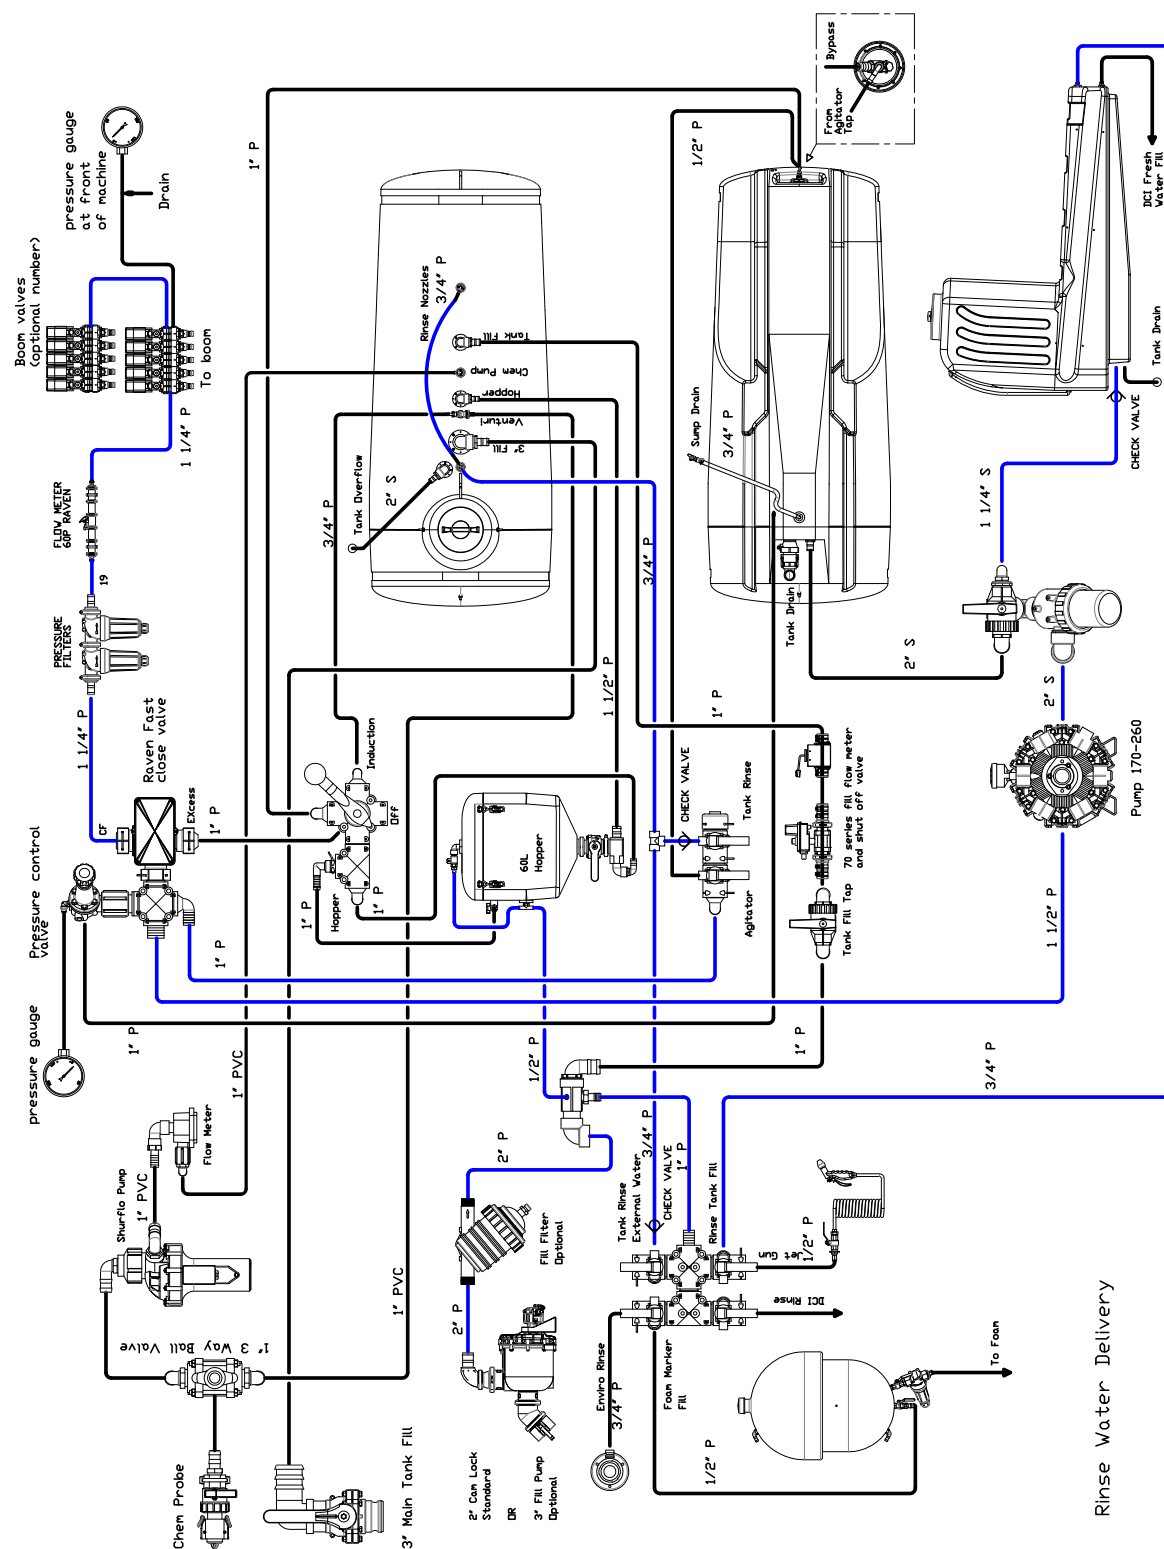 pressure gauge
at front
of machine
Drain
Boom valves
(optional number)
To boom
1 1/4" P
FLOW METER
60P RAVEN
19
PRESSURE
FILTERS
1 1/4" P
Raven Fast
close valve
CF
EXcess
1" P
Pressure control
valve
pressure gauge
1" P
1" P
1" PVC
Flow Meter
Shurflo Pump
1" PVC
1" 3 Way Ball Valve
Chem Probe
3" Main Tank Fill
1" PVC
1" P
Rinse Nozzles
3/4" P
Tank Fill
Chem Pump
Hopper
Venturi
3" Fill
Tank Overflow
2" S
3/4" P
3/4" P
1 1/2" P
Induction
Off
1" P
Hopper
1"
60L
Hopper
CHECK VALVE
Tank Rinse
Agitator
1" P
1/2" P
Bypass
From
Agitator
Tap
Sump Drain
3/4" P
Tank Drain
2" S
70 series fill flow meter
and shut off valve
Tank Fill Tap
1" P
1/2" P
2" P
Fill Filter
Optional
2" P
2" Cam Lock
Standard
OR
3" Fill Pump
Optional
3/4" P
1" P
Tank Rinse
External Water
CHECK VALVE
Rinse Tank Fill
Jet Gun
1/2" P
DCI Rinse
Enviro Rinse
3/4" P
Foam Marker
Fill
1/2" P
To Foam
DCI Fresh
Water Fill
Tank Drain
CHECK VALVE
1 1/4" S
2" S
Pump 170-260
1 1/2" P
3/4" P
Rinse Water Delivery